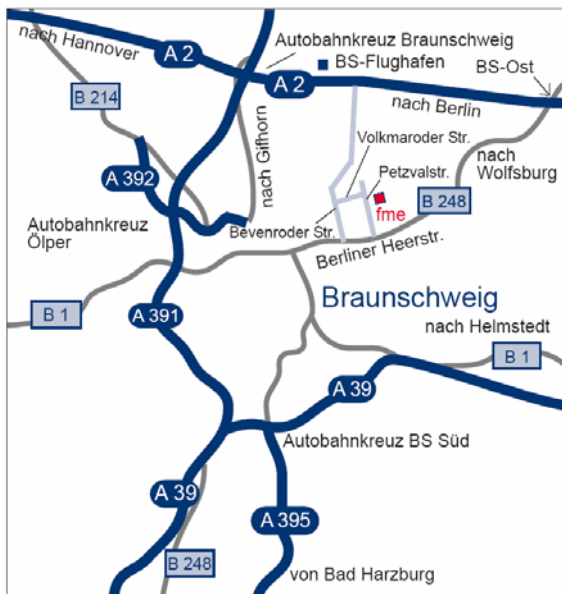 nach Hannover
A 2
Autobahnkreuz Braunschweig
BS-Flughafen
BS-Ost
A 2
nach Berlin
B 214
nach Gifhorn
Volkmaroder Str.
Petzvalstr.
nach
Wolfsburg
A 392
B 248
fme
Autobahnkreuz
Ölper
Bevenroder Str.
Berliner Heerstr.
B 1
A 391
Braunschweig
nach Helmstedt
B 1
A 39
Autobahnkreuz BS Süd
A 39
A 395
B 248
von Bad Harzburg